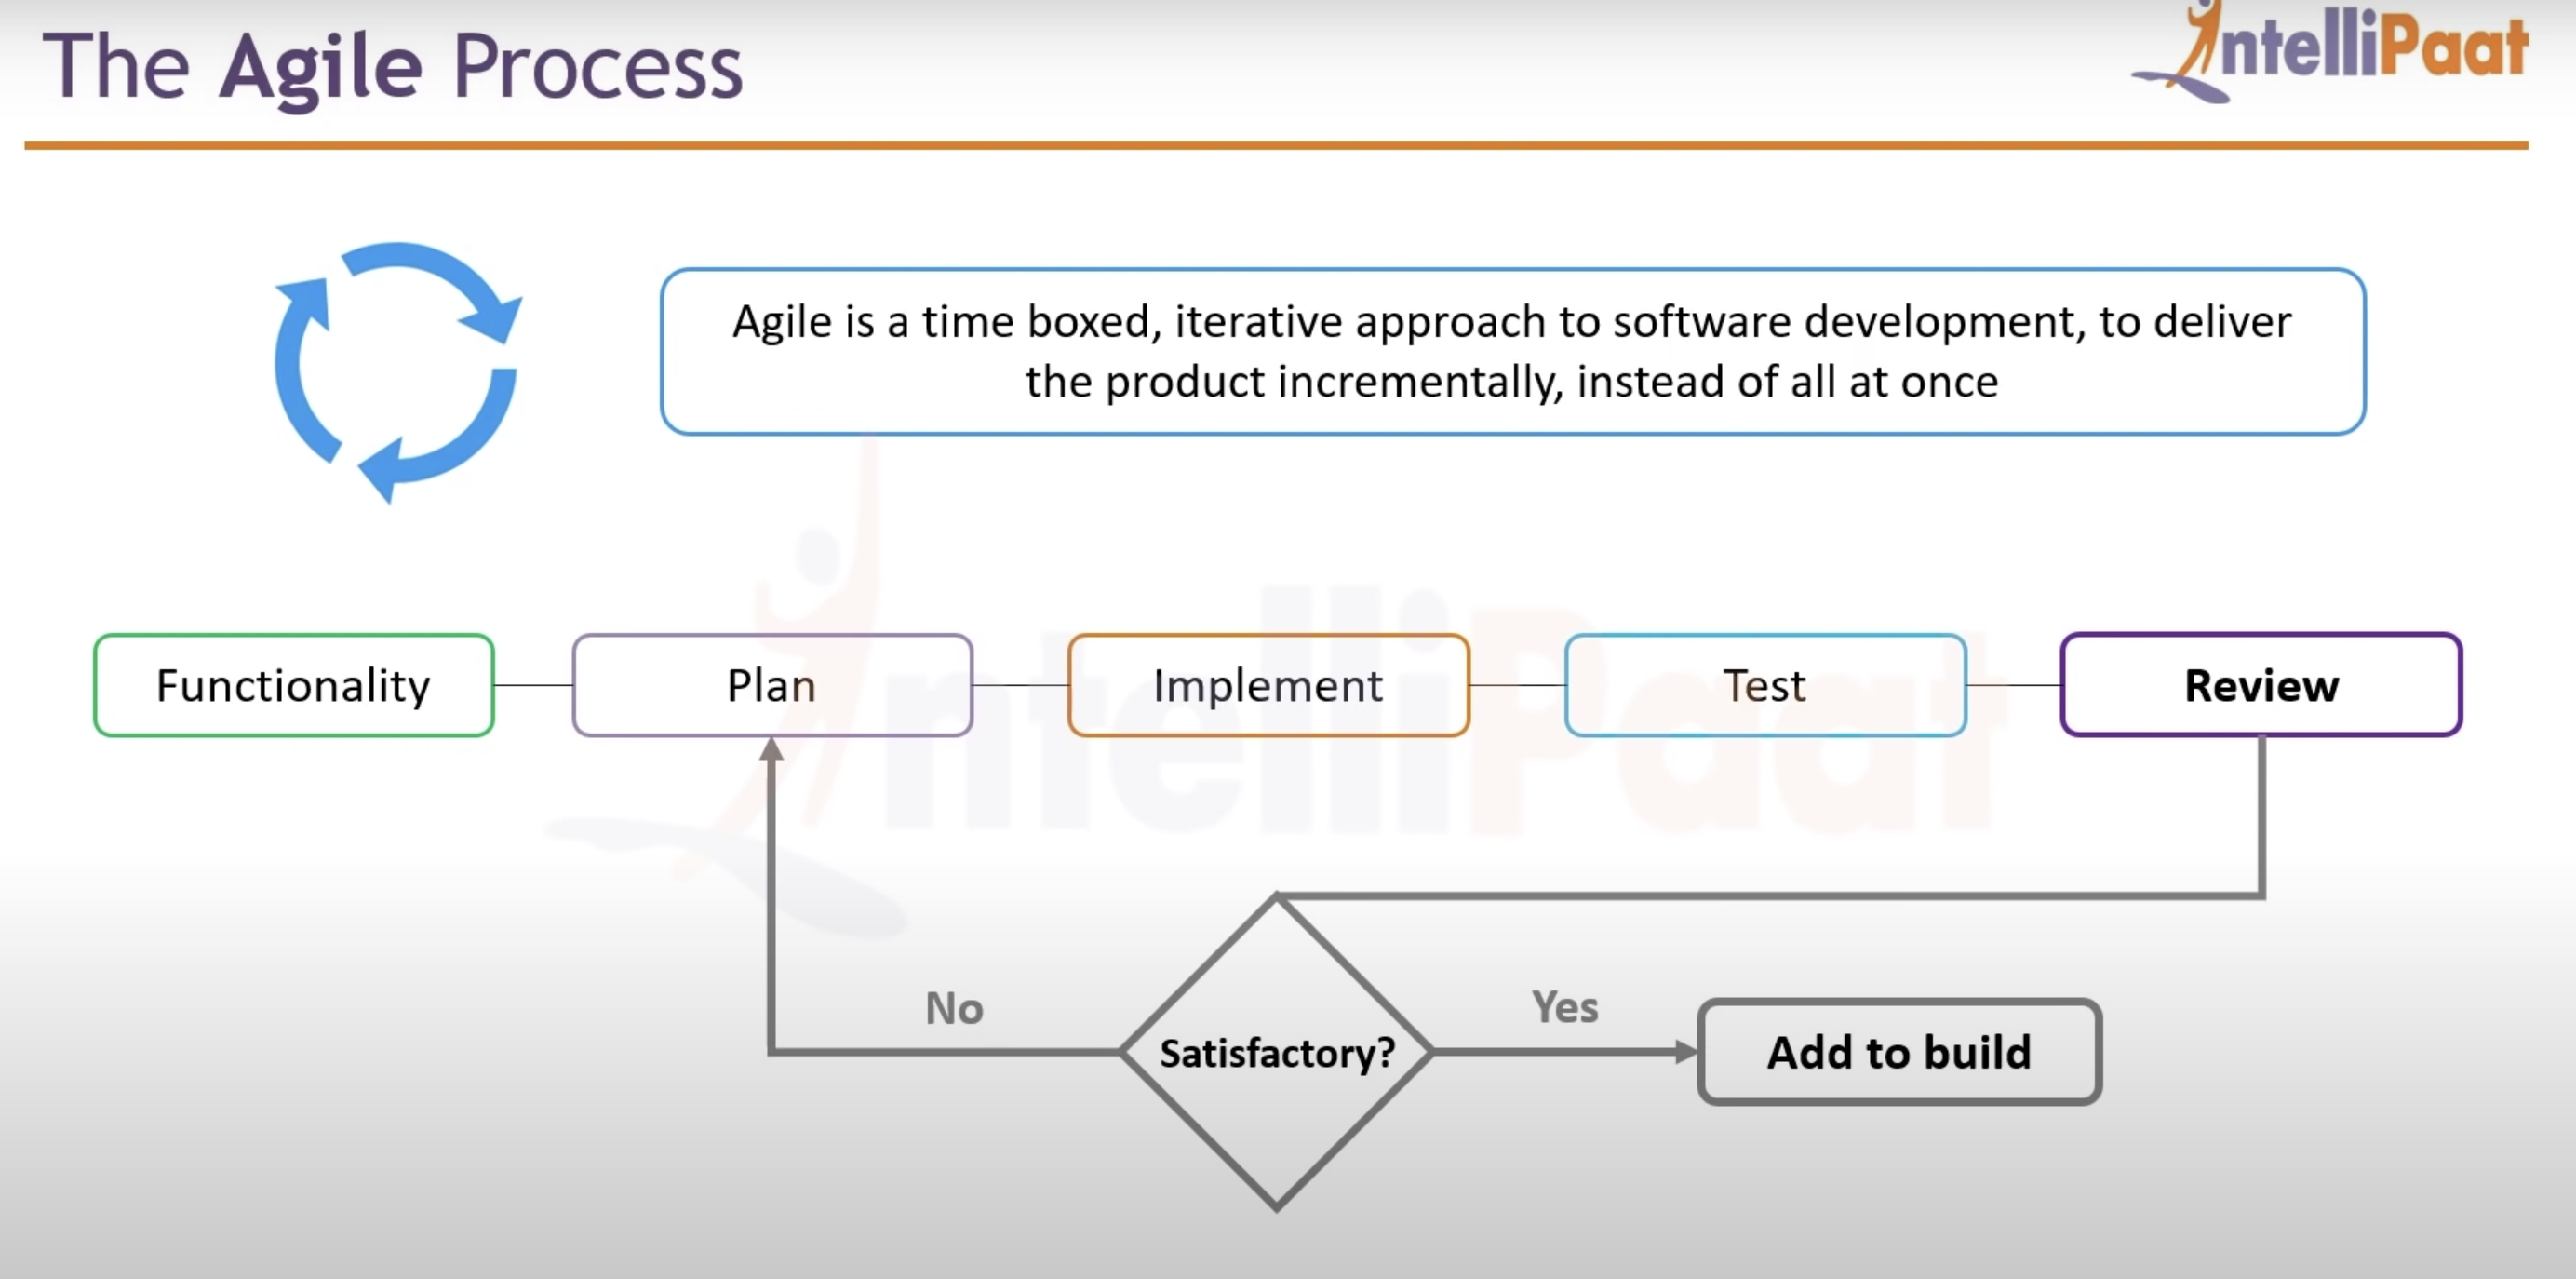 The Agile Process
IntelliPaat
Agile is a time boxed, iterative approach to software development, to deliver
the product incrementally, instead of all at once
Functionality
Plan
Implement
Test
Review
No
Satisfactory?
Yes
Add to build
IntelliPaat